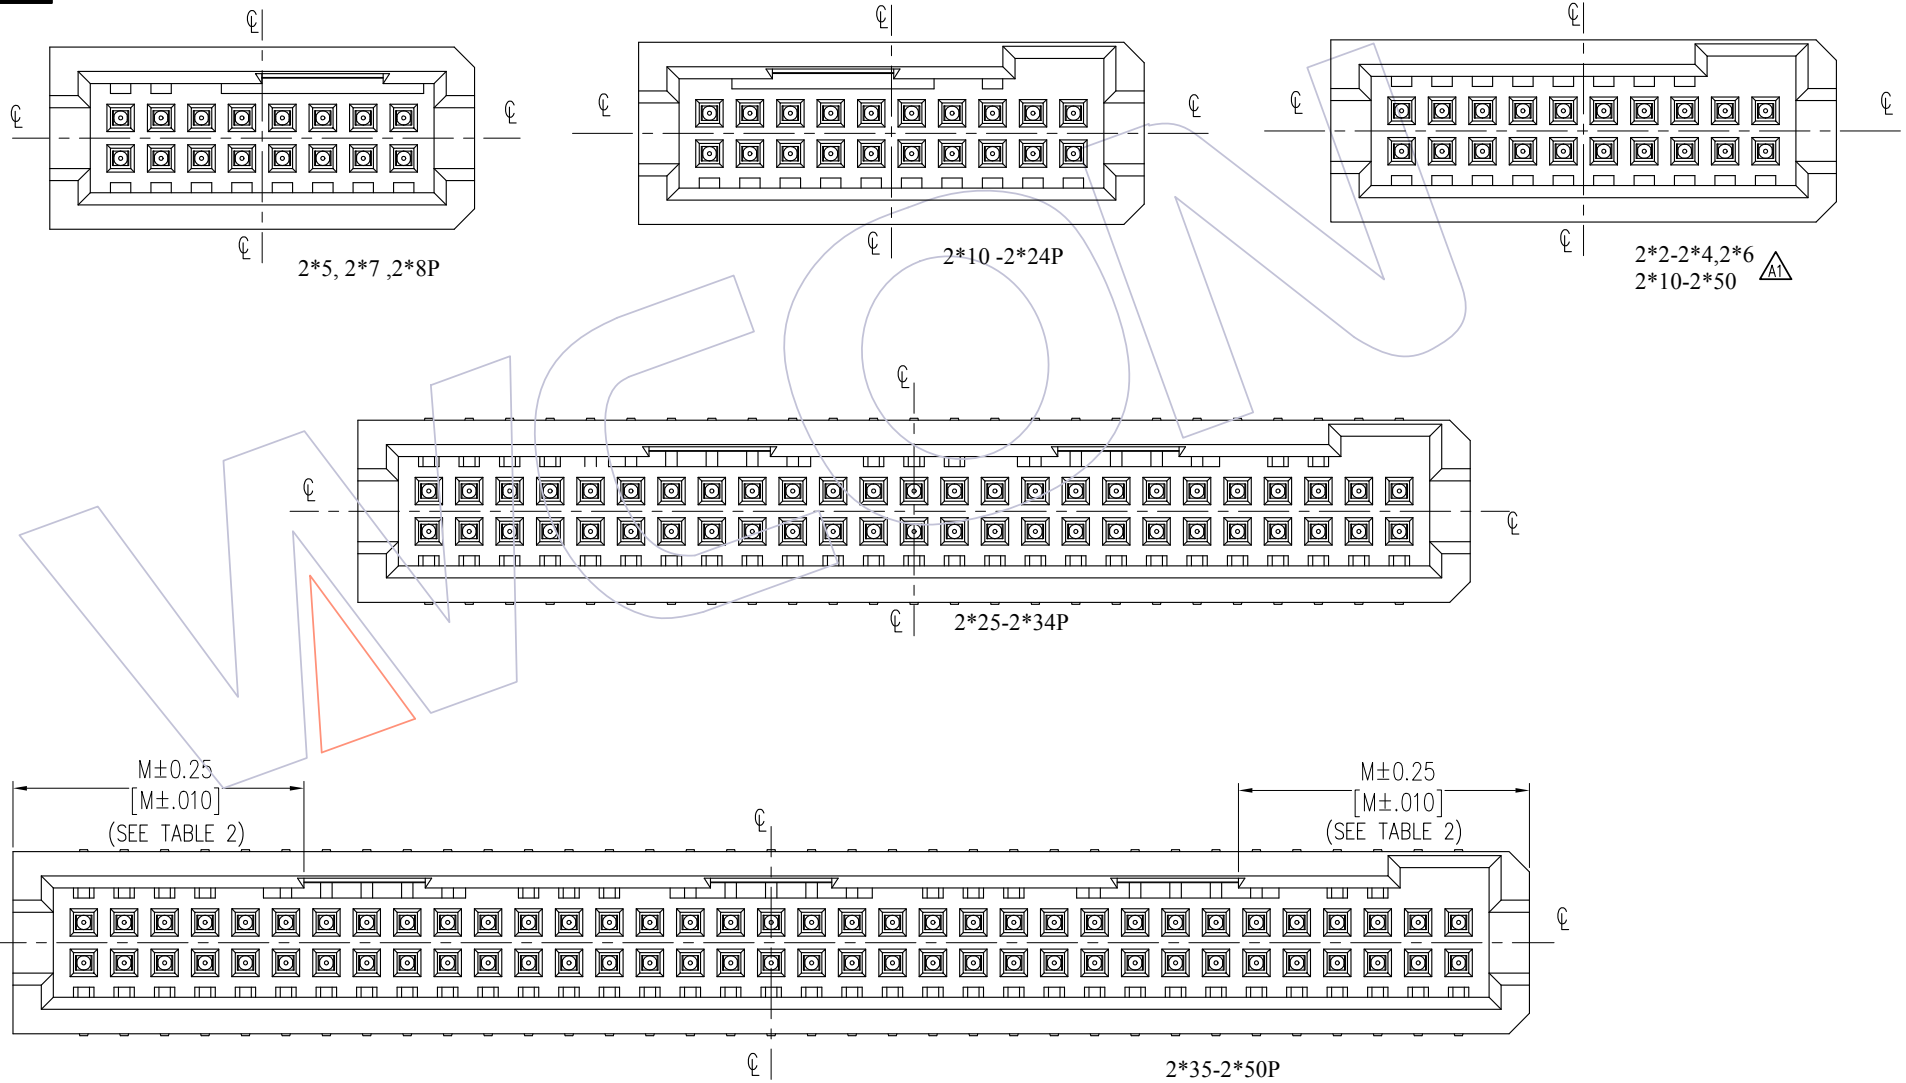 ℄
℄
℄
℄
℄
℄
℄
℄
℄
℄
℄
℄
2*5, 2*7 ,2*8P
2*10 -2*24P
2*2-2*4,2*6
2*10-2*50
A1
WCON
℄
℄
℄
℄
2*25-2*34P
M±0.25
[M±.010]
(SEE TABLE 2)
M±0.25
[M±.010]
(SEE TABLE 2)
℄
℄
℄
2*35-2*50P